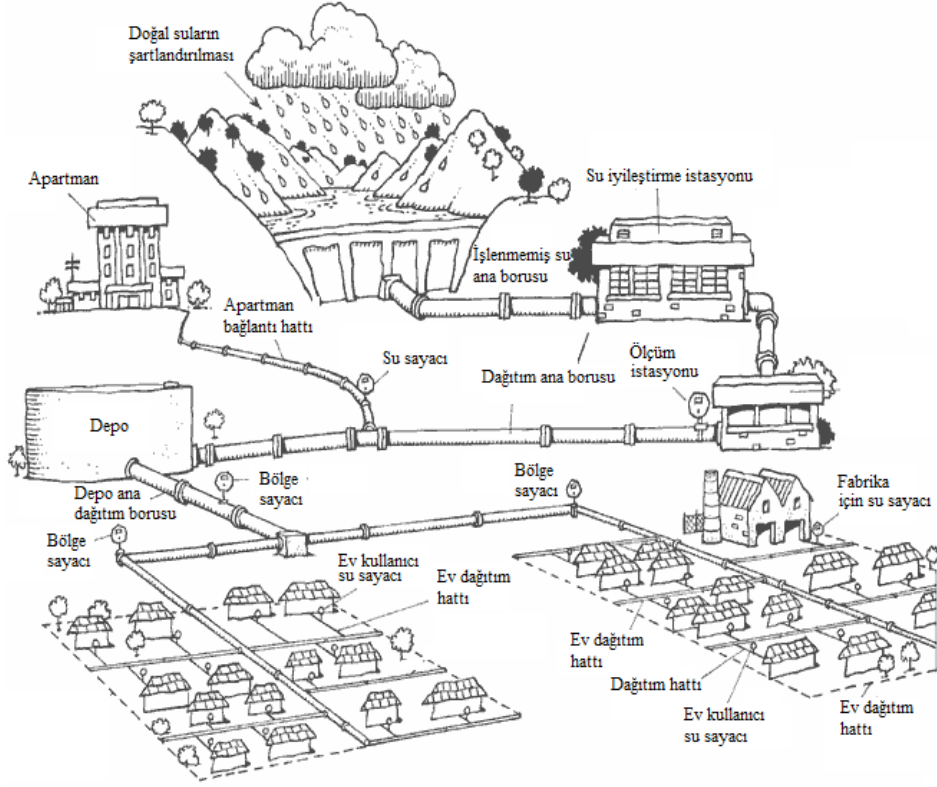 Doğal suların
şartlandırılması
Apartman
Su iyileştirme istasyonu
İşlenmemiş su
ana borusu
Apartman
bağlantı hattı
Su sayacı
Dağıtım ana borusu
Ölçüm
istasyonu
Depo
Depo ana
dağıtım borusu
Bölge
sayacı
Bölge
sayacı
Fabrika
için su sayacı
Bölge
sayacı
Ev kullanıcı
su sayacı
Ev dağıtım
hattı
Ev dağıtım
hattı
Dağıtım hattı
Ev kullanıcı
su sayacı
Ev dağıtım
hattı